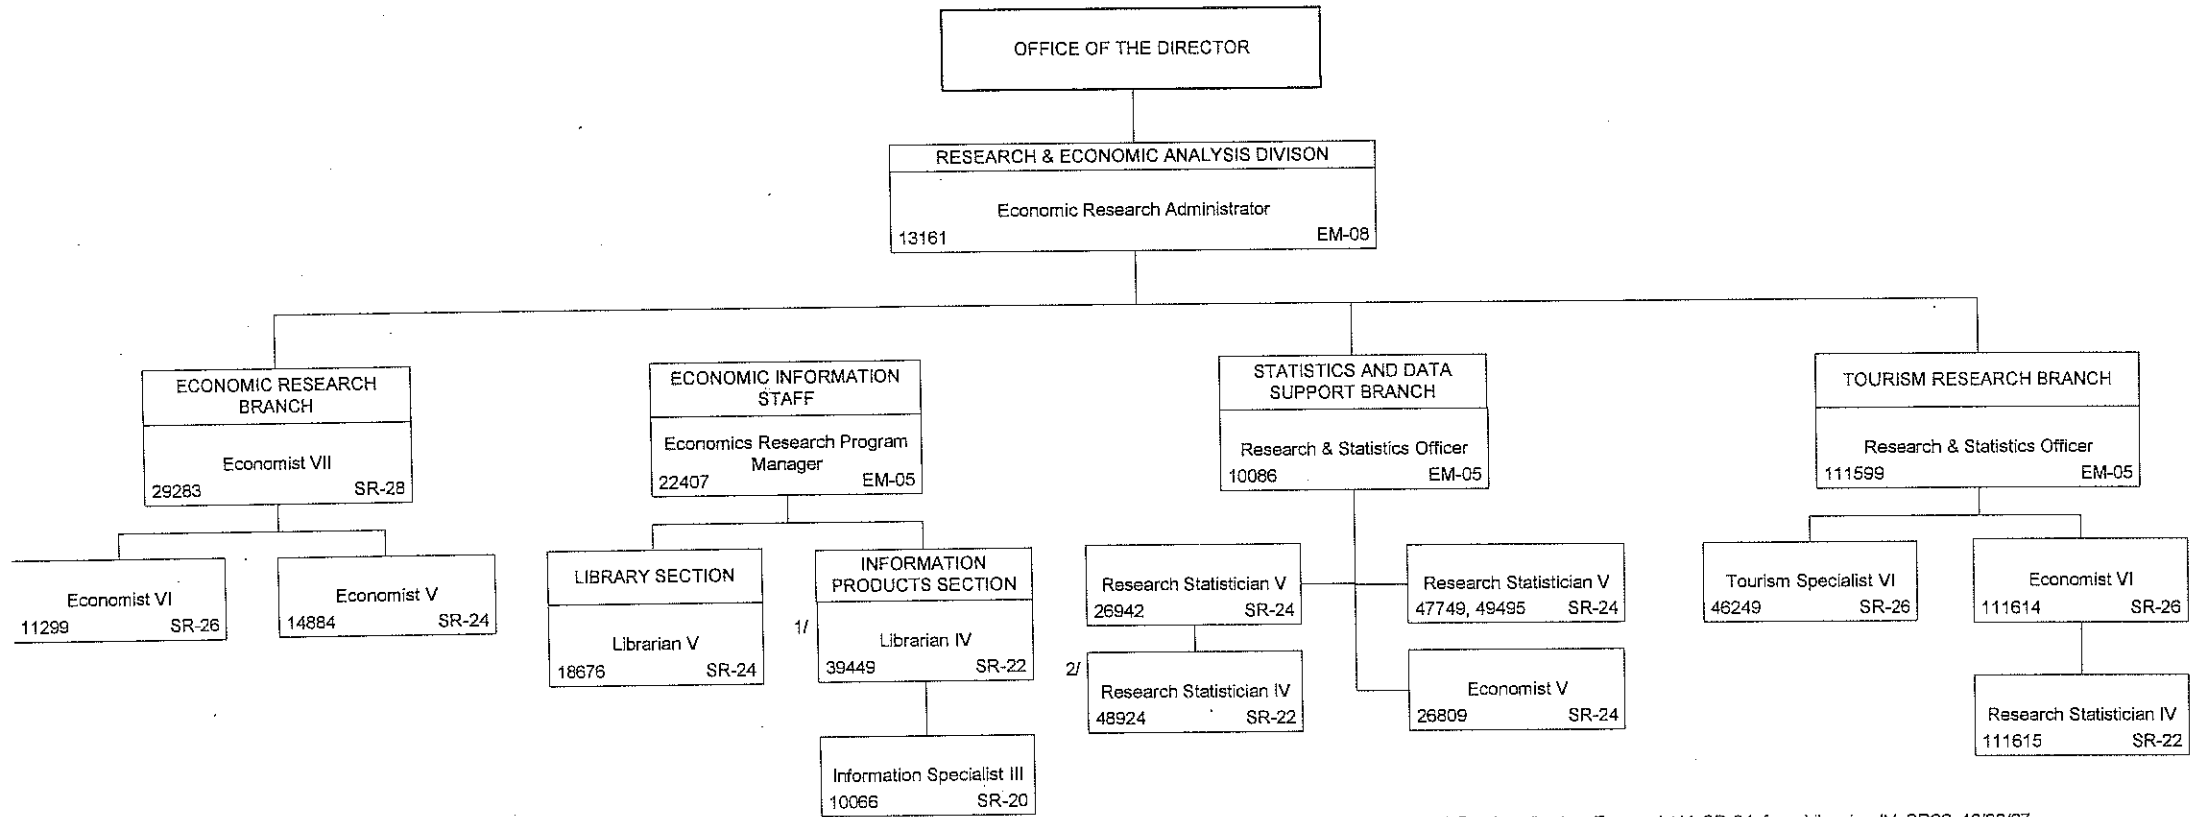 OFFICE OF THE DIRECTOR
RESEARCH & ECONOMIC ANALYSIS DIVISON
Economic Research Administrator
13161 EM-08
ECONOMIC RESEARCH
BRANCH
Economist VII
29283 SR-28
Economist VI
11299 SR-26
Economist V
14884 SR-24
ECONOMIC INFORMATION
STAFF
Economics Research Program
Manager
22407 EM-05
LIBRARY SECTION
Librarian V
18676 SR-24
INFORMATION
PRODUCTS SECTION
1/
Librarian IV
39449 SR-22
Information Specialist III
10066 SR-20
STATISTICS AND DATA
SUPPORT BRANCH
Research & Statistics Officer
10086 EM-05
Research Statistician V
26942 SR-24
2/
Research Statistician IV
48924 SR-22
Research Statistician V
47749, 49495 SR-24
Economist V
26809 SR-24
TOURISM RESEARCH BRANCH
Research & Statistics Officer
111599 EM-05
Tourism Specialist VI
46249 SR-26
Economist VI
111614 SR-26
Research Statistician IV
111615 SR-22